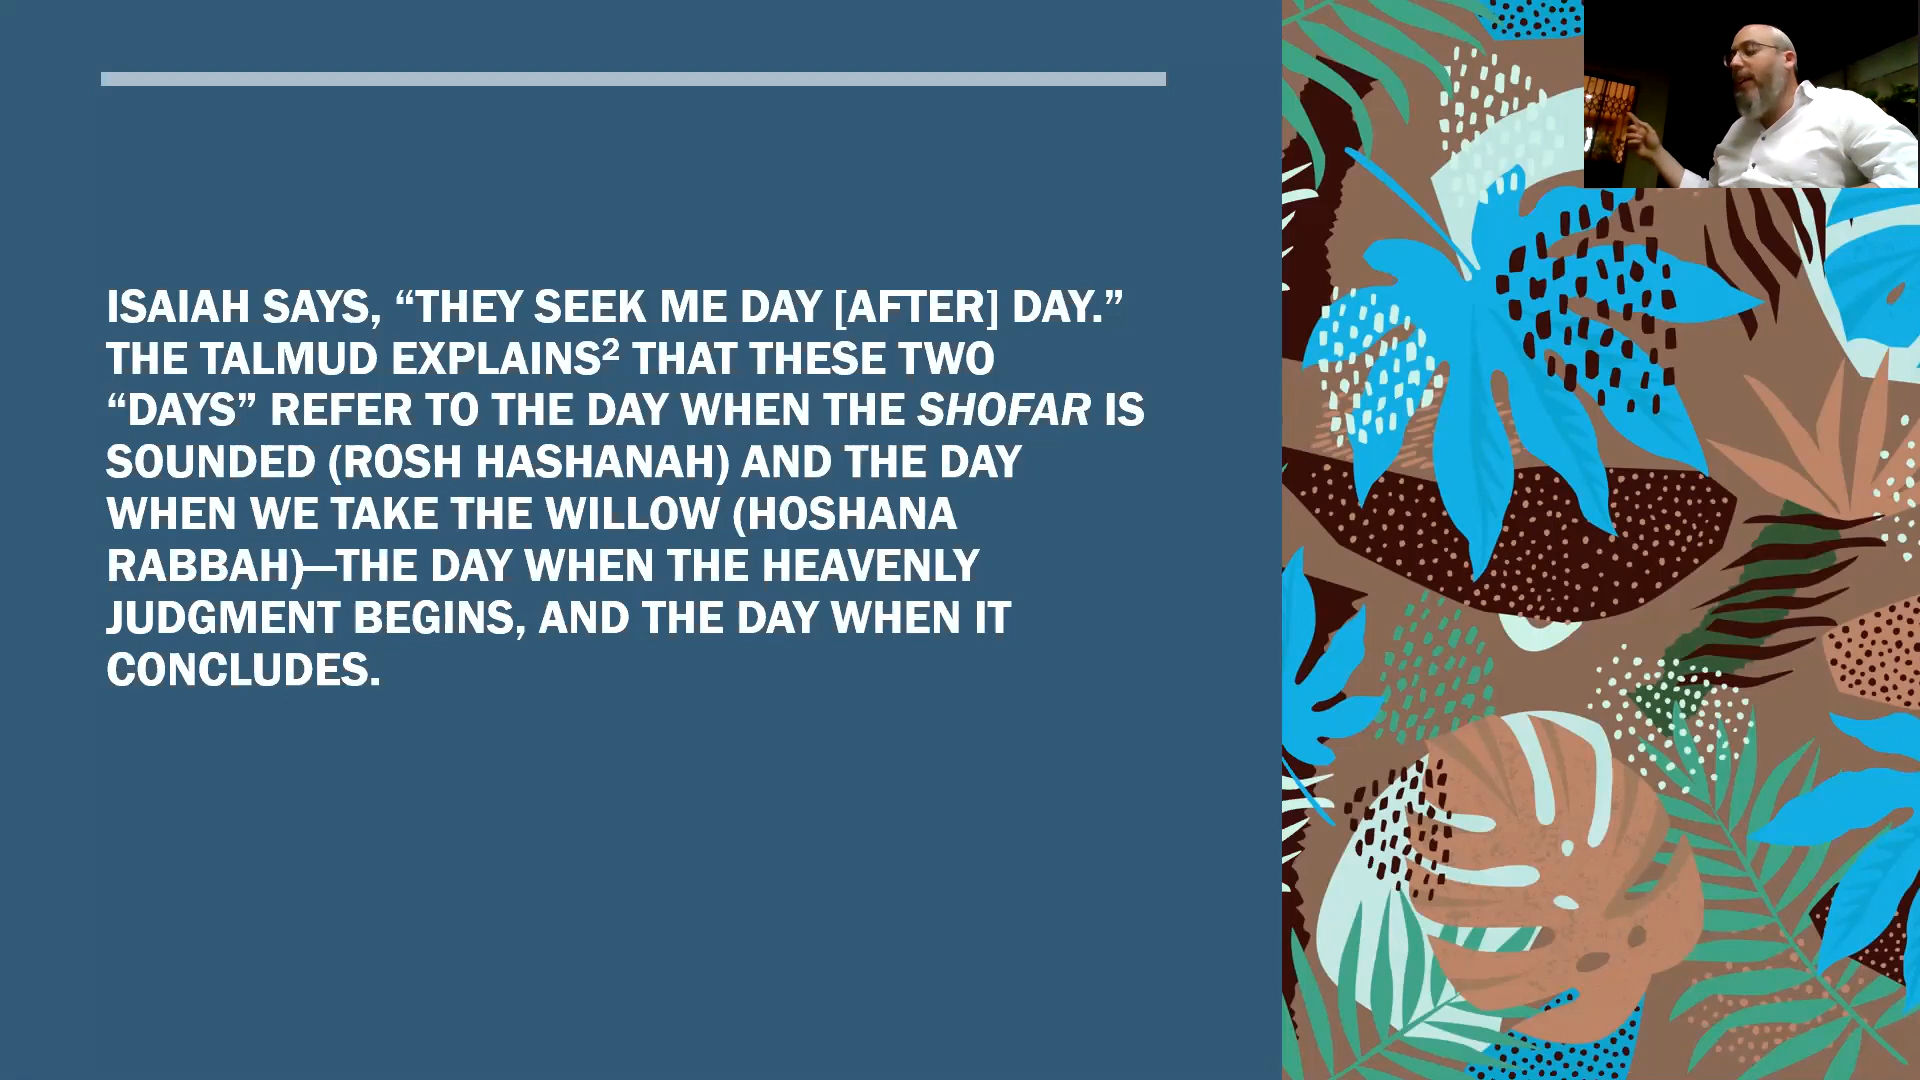 ISAIAH SAYS, “THEY SEEK ME DAY [AFTER] DAY.”
THE TALMUD EXPLAINS² THAT THESE TWO
“DAYS” REFER TO THE DAY WHEN THE SHOFAR IS
SOUNDED (ROSH HASHANAH) AND THE DAY
WHEN WE TAKE THE WILLOW (HOSHANA
RABBAH)—THE DAY WHEN THE HEAVENLY
JUDGMENT BEGINS, AND THE DAY WHEN IT
CONCLUDES.